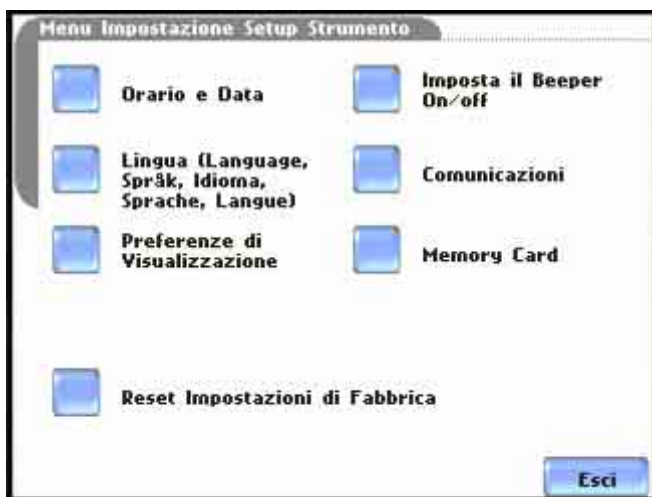 Menu Impostazione Setup Strumento
Orario e Data
Imposta il Beeper
On/off
Lingua (Language,
Språk, Idioma,
Sprache, Langue)
Comunicazioni
Preferenze di
Visualizzazione
Memory Card
Reset Impostazioni di Fabbrica
Esci